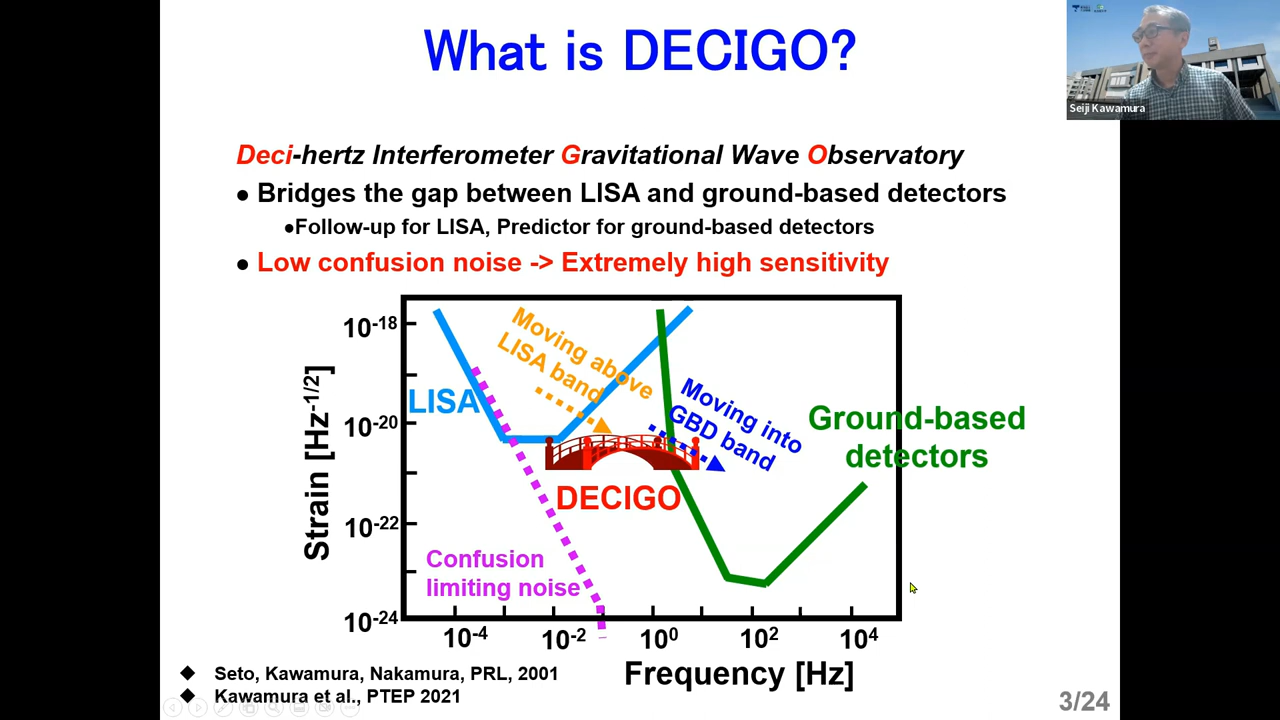 What is DECIGO?
Seiji Kawamura
Deci-hertz Interferometer Gravitational Wave Observatory
● Bridges the gap between LISA and ground-based detectors
●Follow-up for LISA, Predictor for ground-based detectors
● Low confusion noise -> Extremely high sensitivity
10-18
10-20
10-22
10-24
Strain [Hz-1/2]
Moving above
LISA band
LISA
Moving into
GBD band
Ground-based
detectors
DECIGO
Confusion
limiting noise
10-4
10-2
100
102
104
Frequency [Hz]
◆ Seto, Kawamura, Nakamura, PRL, 2001
◆ Kawamura et al., PTEP 2021
3/24